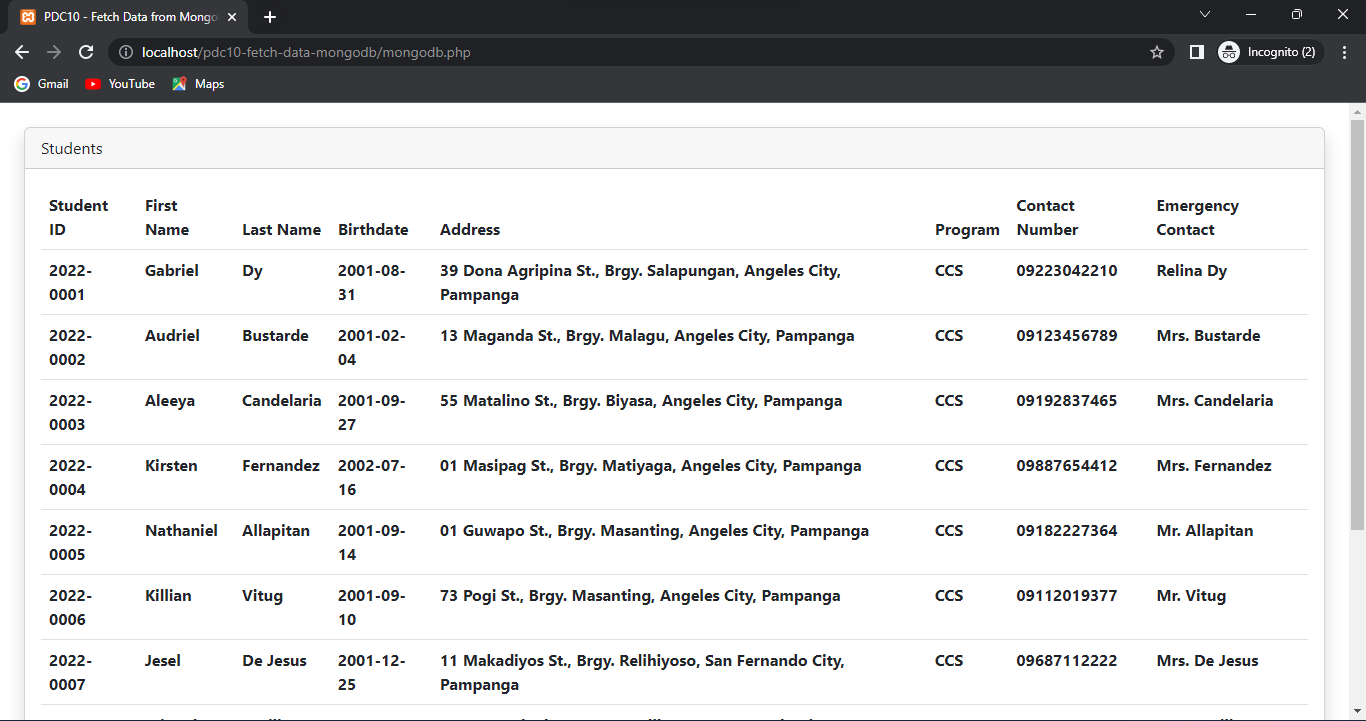 PDC10 - Fetch Data from Mongo
localhost/pdc10-fetch-data-mongodb/mongodb.php
Incognito (2)
Gmail YouTube Maps
Students
Student ID First Name Last Name Birthdate Address Program Contact Number Emergency Contact
2022-0001 Gabriel Dy 2001-08-31 39 Dona Agripina St., Brgy. Salapungan, Angeles City, Pampanga CCS 09223042210 Relina Dy
2022-0002 Audriel Bustarde 2001-02-04 13 Maganda St., Brgy. Malagu, Angeles City, Pampanga CCS 09123456789 Mrs. Bustarde
2022-0003 Aleeya Candelaria 2001-09-27 55 Matalino St., Brgy. Biyasa, Angeles City, Pampanga CCS 09192837465 Mrs. Candelaria
2022-0004 Kirsten Fernandez 2002-07-16 01 Masipag St., Brgy. Matiyaga, Angeles City, Pampanga CCS 09887654412 Mrs. Fernandez
2022-0005 Nathaniel Allapitan 2001-09-14 01 Guwapo St., Brgy. Masanting, Angeles City, Pampanga CCS 09182227364 Mr. Allapitan
2022-0006 Killian Vitug 2001-09-10 73 Pogi St., Brgy. Masanting, Angeles City, Pampanga CCS 09112019377 Mr. Vitug
2022-0007 Jesel De Jesus 2001-12-25 11 Makadiyos St., Brgy. Relihiyoso, San Fernando City, Pampanga CCS 09687112222 Mrs. De Jesus